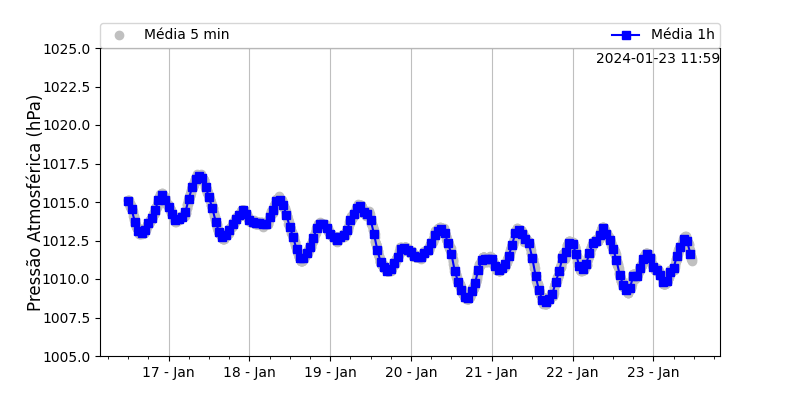 Média 5 min
Média 1h
2024-01-23 11:59
Pressão Atmosférica (hPa)
1025.0
1022.5
1020.0
1017.5
1015.0
1012.5
1010.0
1007.5
1005.0
17 - Jan
18 - Jan
19 - Jan
20 - Jan
21 - Jan
22 - Jan
23 - Jan